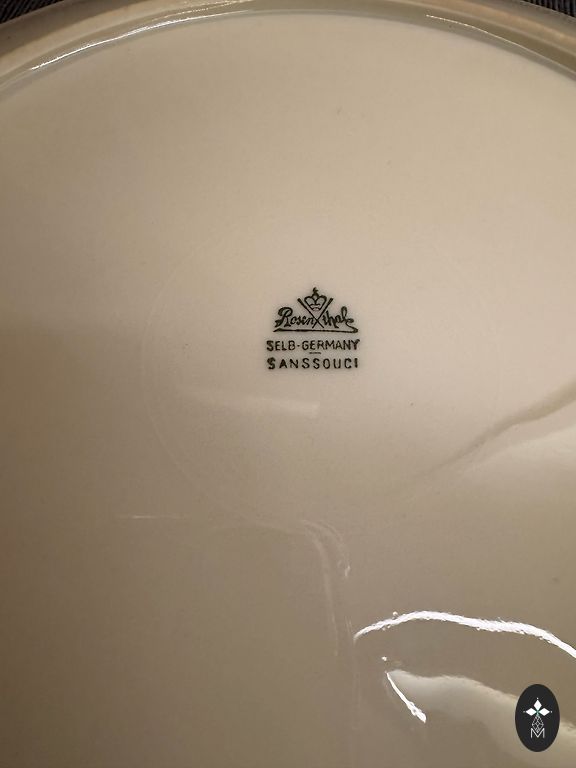 Rosenthal
SELB-GERMANY
SANSSOUCI
M